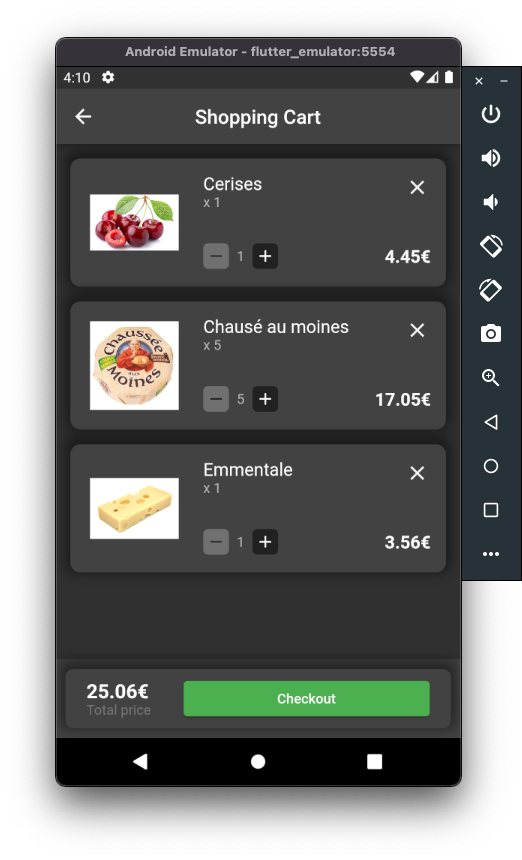 Android Emulator - flutter_emulator:5554
4:10
Shopping Cart
Cerises
x 1
1
4.45€
Chaussée
AUX
Moines
Chausé au moines
x 5
5
17.05€
Emmentale
x 1
1
3.56€
25.06€
Total price
Checkout